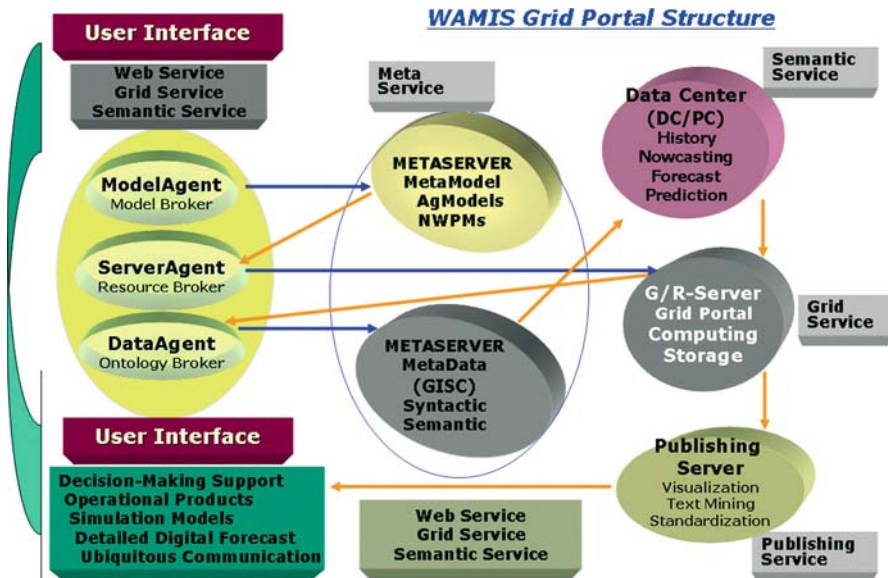 WAMIS Grid Portal Structure
User Interface
Web Service
Grid Service
Semantic Service
ModelAgent
Model Broker
ServerAgent
Resource Broker
DataAgent
Ontology Broker
User Interface
Decision-Making Support
Operational Products
Simulation Models
Detailed Digital Forecast
Ubiquitous Communication
Meta
Service
METASERVER
MetaModel
AgModels
NWPMs
METASERVER
MetaData
(GISC)
Syntactic
Semantic
Web Service
Grid Service
Semantic Service
Semantic
Service
Data Center
(DC/PC)
History
Nowcasting
Forecast
Prediction
G/R-Server
Grid Portal
Computing
Storage
Grid
Service
Publishing
Server
Visualization
Text Mining
Standardization
Publishing
Service